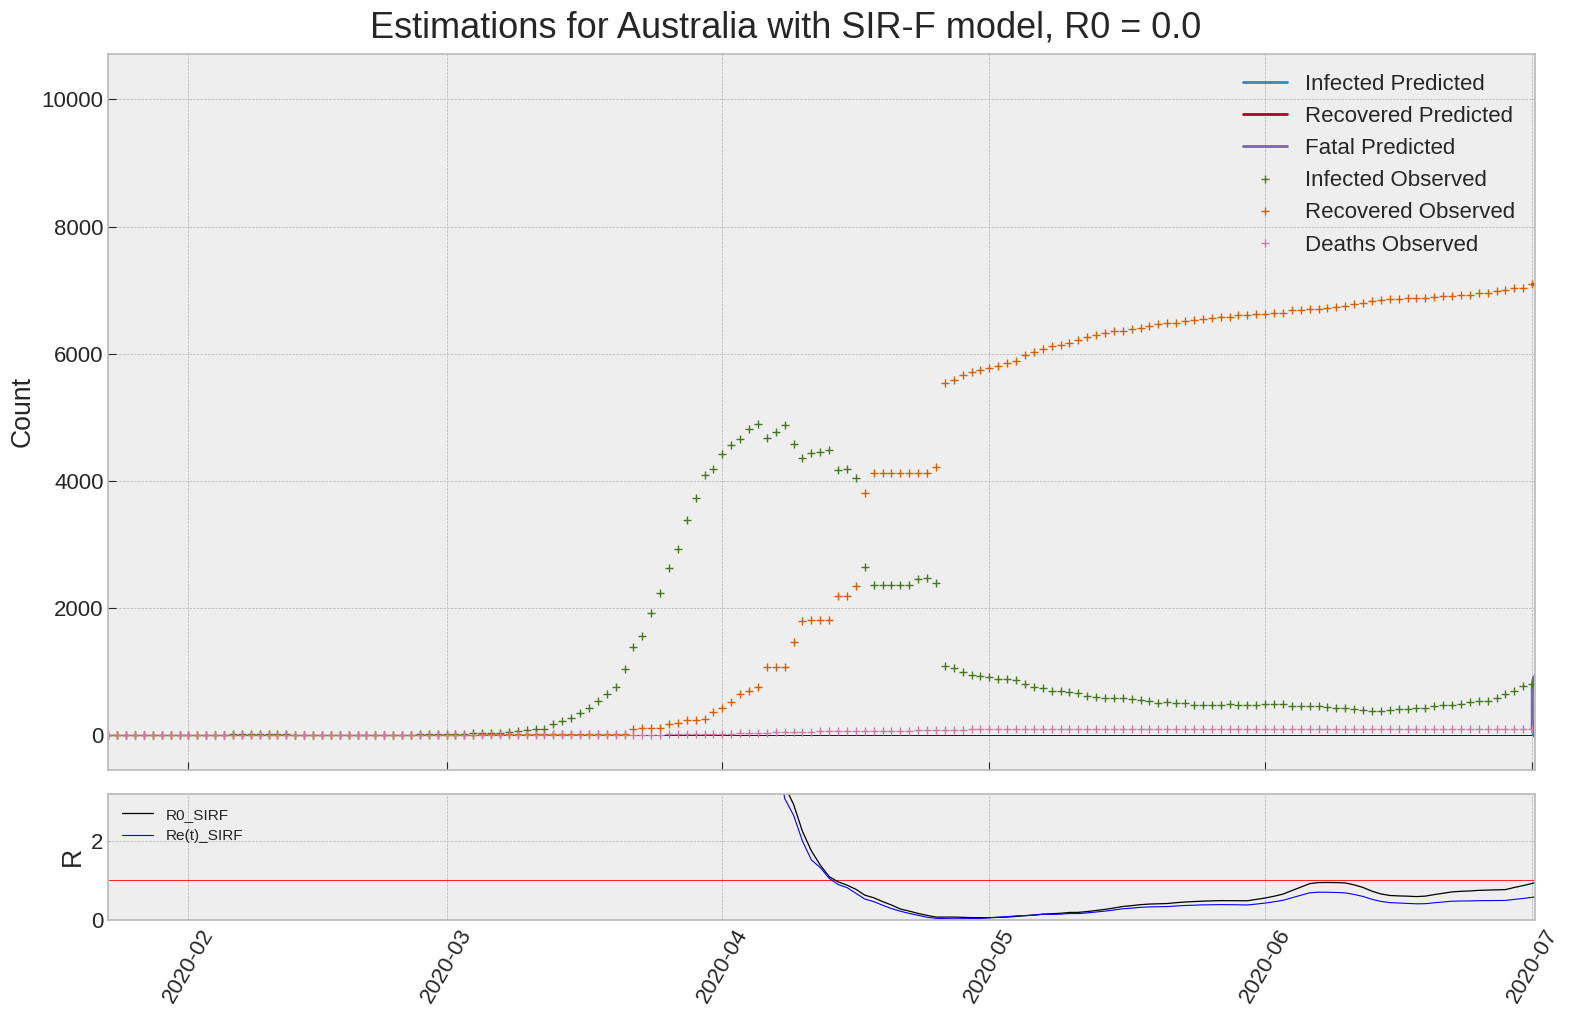 Estimations for Australia with SIR-F model, R0 = 0.0
Infected Predicted
Recovered Predicted
Fatal Predicted
Infected Observed
Recovered Observed
Deaths Observed
10000
8000
6000
4000
2000
0
Count
R0_SIRF
Re(t)_SIRF
2
0
R
2020-02
2020-03
2020-04
2020-05
2020-06
2020-07